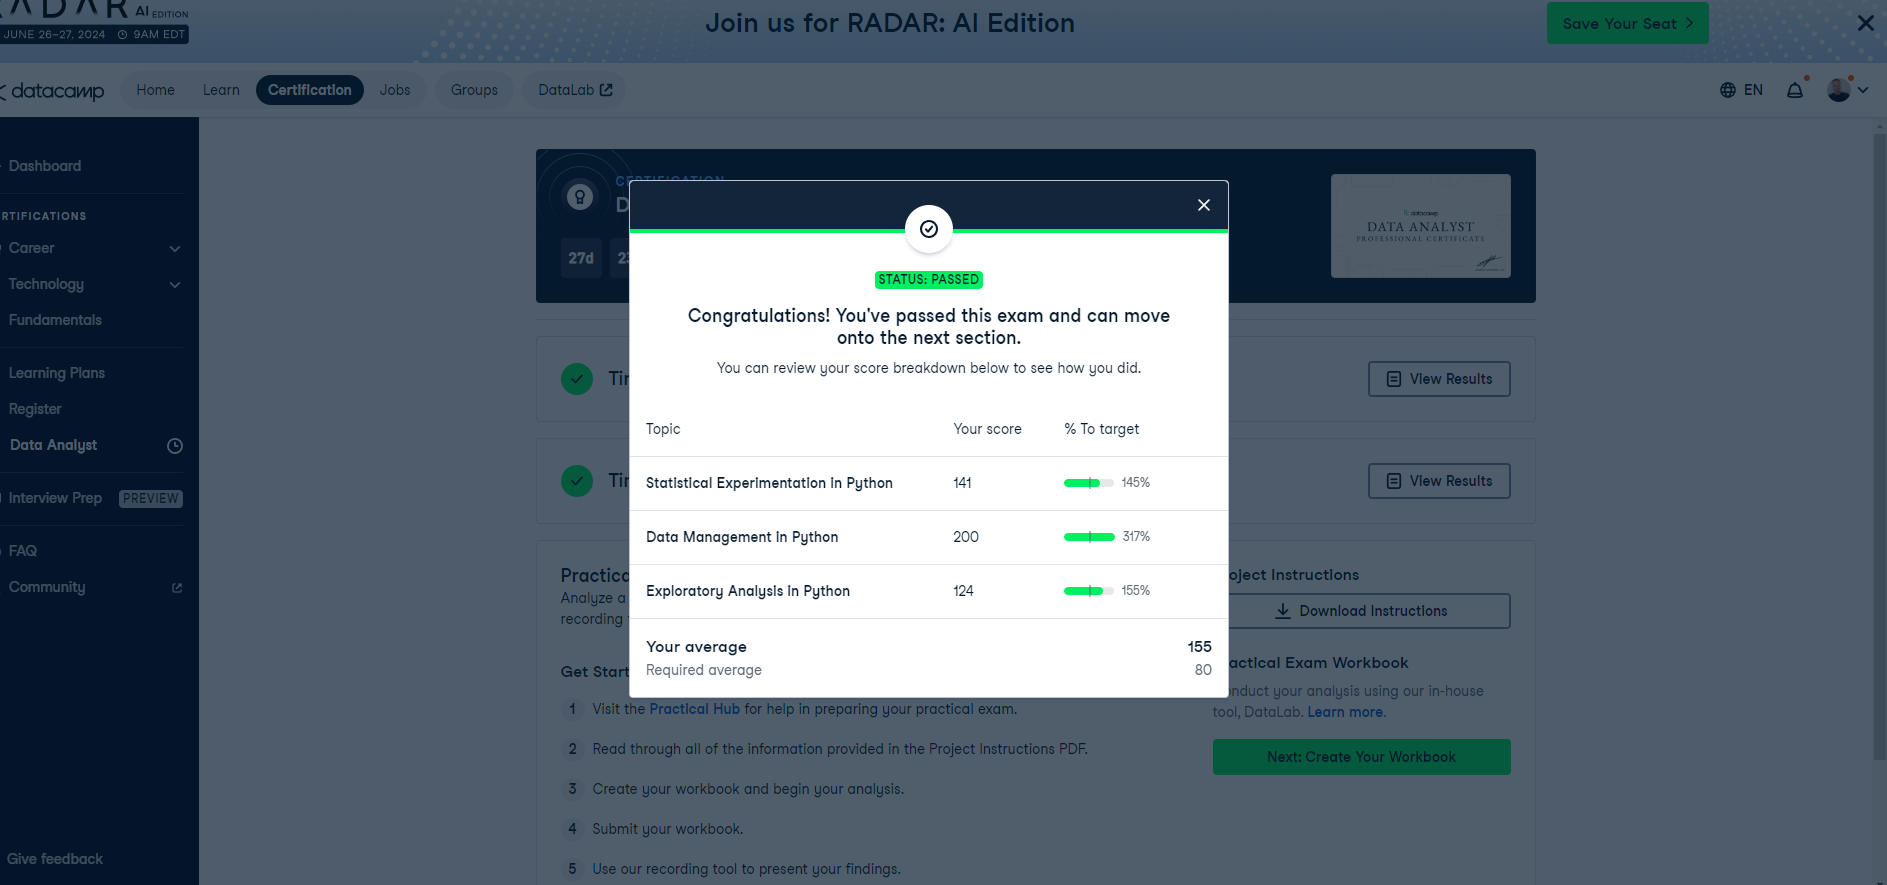 RADAR AI EDITION
JUNE 26–27, 2024 9AM EDT
Join us for RADAR: AI Edition
Save Your Seat
datacamp
Home
Learn
Certification
Jobs
Groups
DataLab
EN
Dashboard
RTIFICATIONS
Career
Technology
Fundamentals
Learning Plans
Register
Data Analyst
Interview Prep PREVIEW
FAQ
Community
Give feedback
CERTIFICATION
D
27d
23
datacamp
DATA ANALYST
PROFESSIONAL CERTIFICATE
STATUS: PASSED
Congratulations! You've passed this exam and can move
onto the next section.
You can review your score breakdown below to see how you did.
Topic Your score % To target
Statistical Experimentation in Python 141 145%
Data Management in Python 200 317%
Exploratory Analysis in Python 124 155%
Your average 155
Required average 80
Tir
View Results
Tir
View Results
Practica
Analyze a
recording
Get Start
1 Visit the Practical Hub for help in preparing your practical exam.
2 Read through all of the information provided in the Project Instructions PDF.
3 Create your workbook and begin your analysis.
4 Submit your workbook.
5 Use our recording tool to present your findings.
oject Instructions
Download Instructions
actical Exam Workbook
onduct your analysis using our in-house
tool, DataLab. Learn more.
Next: Create Your Workbook